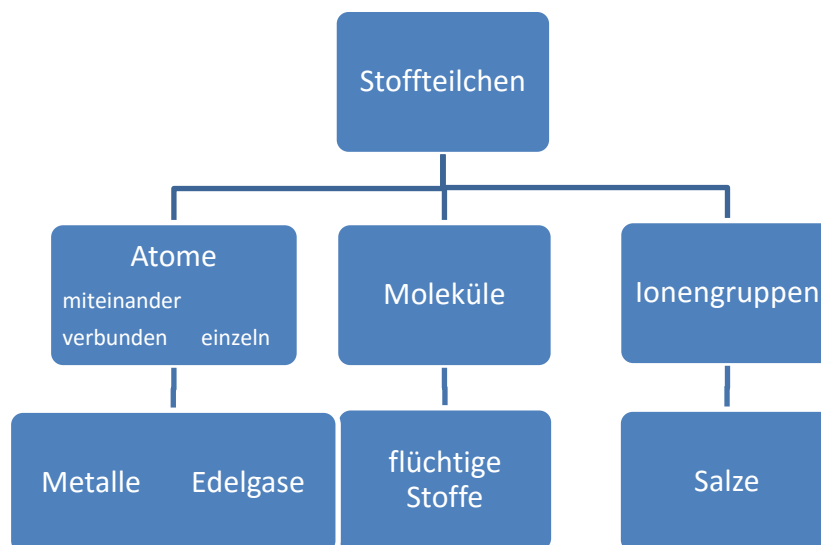 Stoffteilchen
Atome
miteinander
verbunden einzeln
Moleküle
Ionengruppen
Metalle Edelgase
flüchtige
Stoffe
Salze